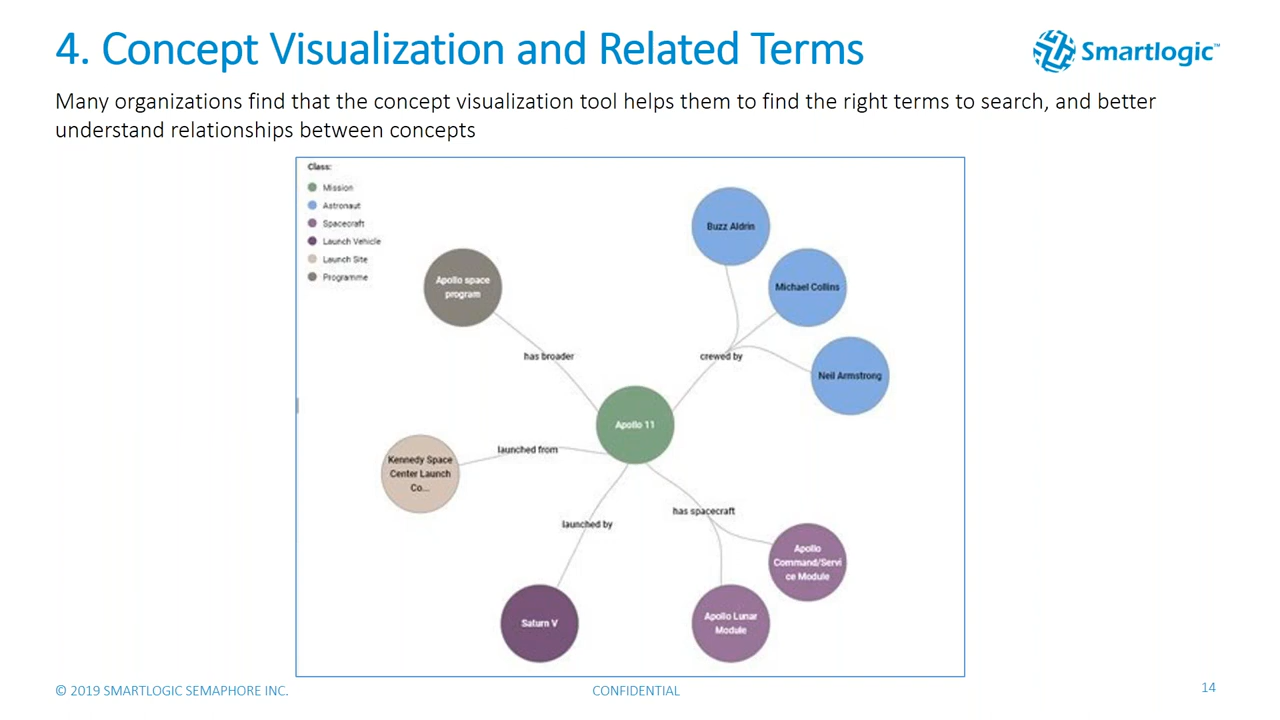 4. Concept Visualization and Related Terms
Smartlogic™
Many organizations find that the concept visualization tool helps them to find the right terms to search, and better
understand relationships between concepts
Class:
Mission
Astronaut
Spacecraft
Launch Vehicle
Launch Site
Programme
Buzz Aldrin
Michael Collins
Neil Armstrong
Apollo space
program
has broader
crewed by
Apollo 11
launched from
Kennedy Space
Center Launch
Co...
launched by
has spacecraft
Apollo
Command/Servi
ce Module
Saturn V
Apollo Lunar
Module
© 2019 SMARTLOGIC SEMAPHORE INC.
CONFIDENTIAL
14